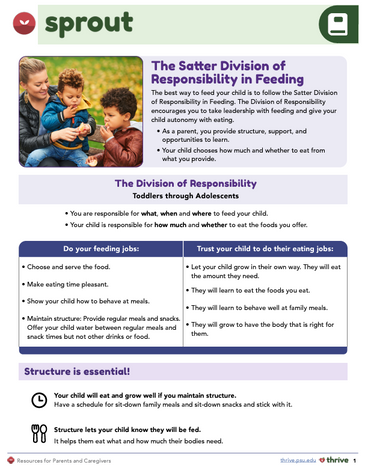 sprout
The Satter Division of
Responsibility in Feeding
The best way to feed your child is to follow the Satter Division
of Responsibility in Feeding. The Division of Responsibility
encourages you to take leadership with feeding and give your
child autonomy with eating.
• As a parent, you provide structure, support, and
opportunities to learn.
• Your child chooses how much and whether to eat from
what you provide.
The Division of Responsibility
Toddlers through Adolescents
• You are responsible for what, when and where to feed your child.
• Your child is responsible for how much and whether to eat the foods you offer.
Do your feeding jobs:
• Choose and serve the food.
• Make eating time pleasant.
• Show your child how to behave at meals.
• Maintain structure: Provide regular meals and snacks.
Offer your child water between regular meals and
snack times but not other drinks or food.
Trust your child to do their eating jobs:
• Let your child grow in their own way. They will eat
the amount they need.
• They will learn to eat the foods you eat.
• They will learn to behave well at family meals.
• They will grow to have the body that is right for
them.
Structure is essential!
Your child will eat and grow well if you maintain structure.
Have a schedule for sit-down family meals and sit-down snacks and stick with it.
Structure lets your child know they will be fed.
It helps them eat what and how much their bodies need.
Resources for Parents and Caregivers
thrive.psu.edu thrive 1